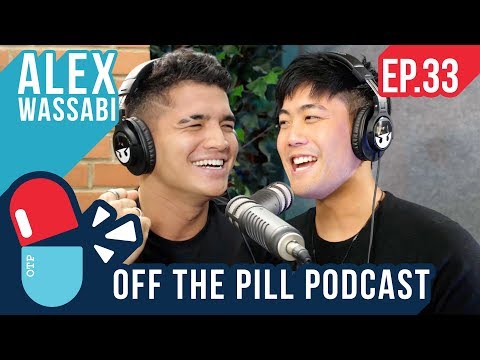 ALEX
WASSABI
EP.33
OTP
OFF THE PILL PODCAST